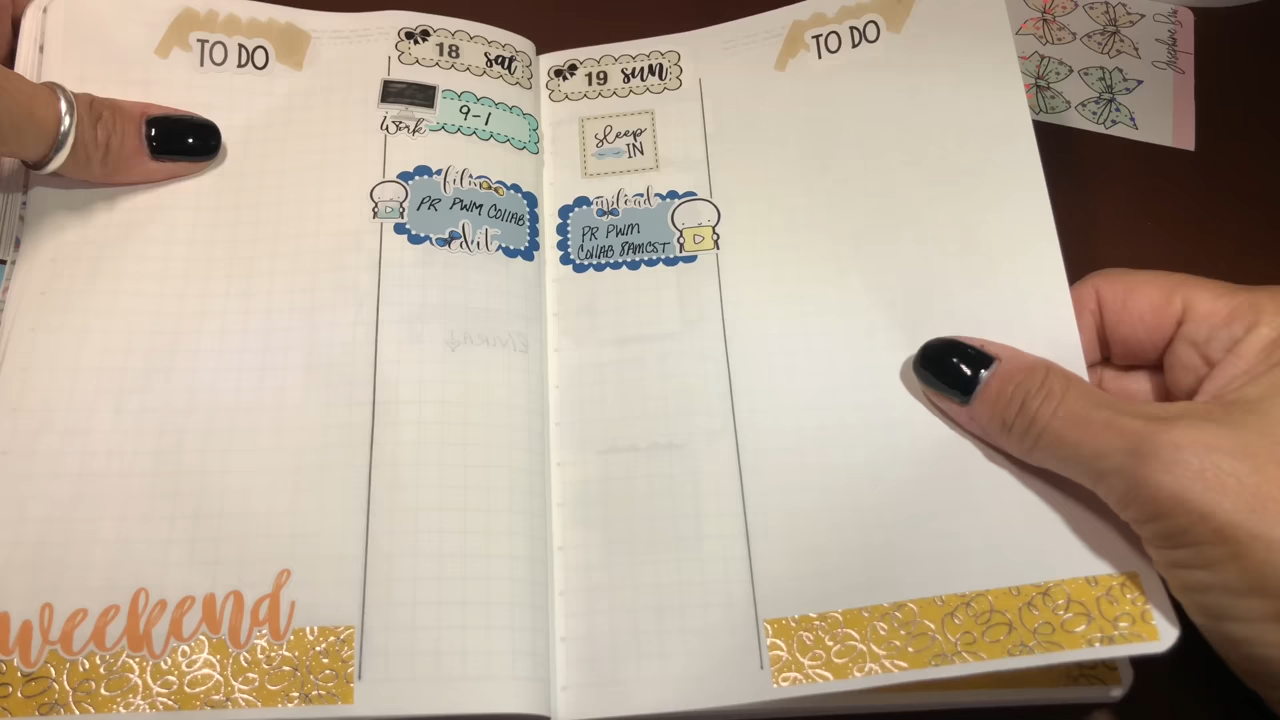 TO DO
18 sat
work
9-1
film
PR PWM COLLAB
edit
weekend
19 sun
sleep
IN
upload
PR PWM
COLLAB 8AMCST
TO DO